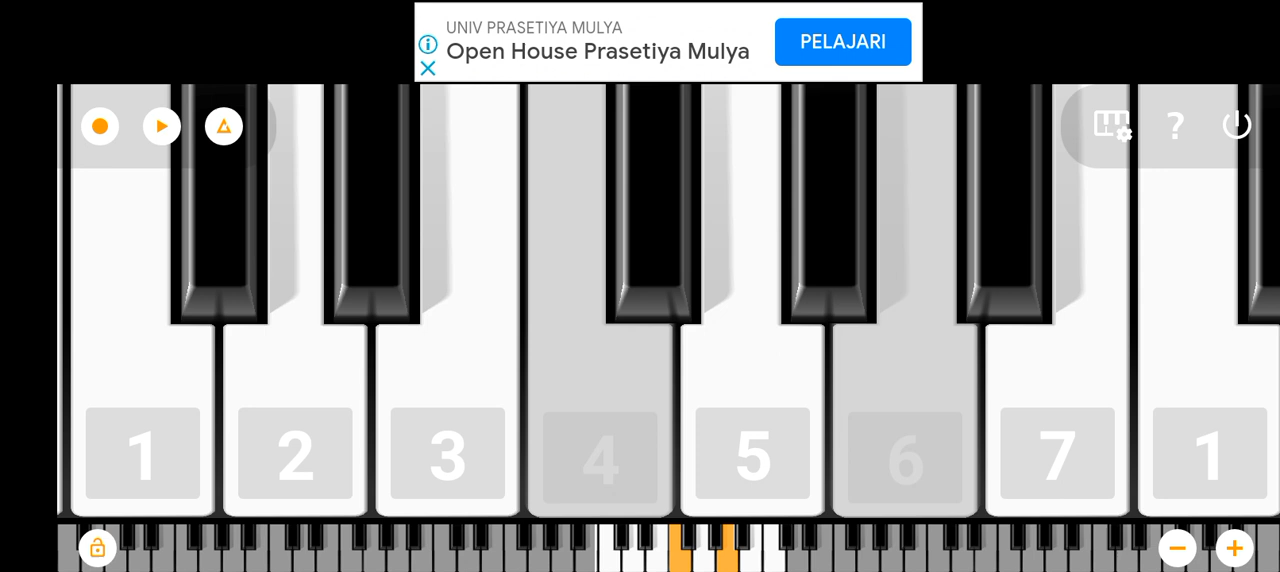 UNIV PRASETIYA MULYA
Open House Prasetiya Mulya
PELAJARI
?
1 2 3 4 5 6 7 1